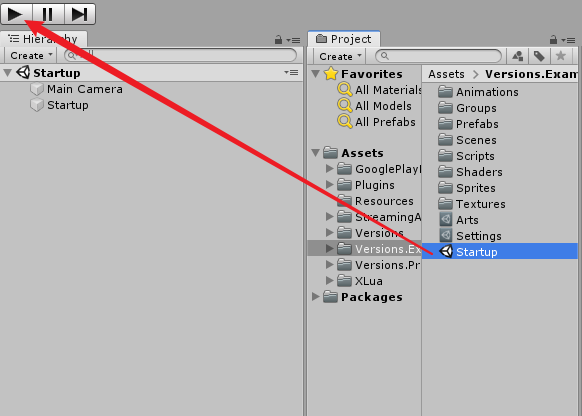 Hierarchy
Create
All
Startup
Main Camera
Startup
Project
Create
Favorites
All Materials
All Models
All Prefabs
Assets
GooglePlayI
Plugins
Resources
StreamingA
Versions
Versions.Ex
Versions.Pr
XLua
Packages
Assets > Versions.Exam
Animations
Groups
Prefabs
Scenes
Scripts
Shaders
Sprites
Textures
Arts
Settings
Startup